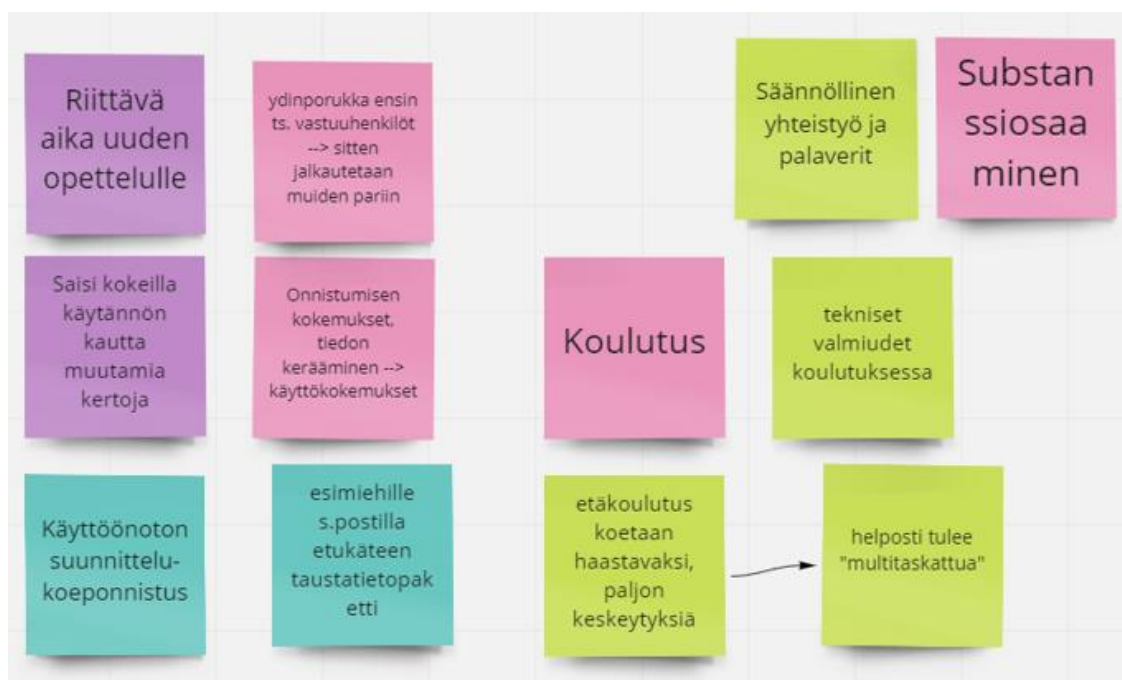 Riittävä
aika uuden
opettelulle
ydinporukka ensin
ts. vastuuhenkilöt
--> sitten
jalkautetaan
muiden pariin
Säännöllinen
yhteistyö ja
palaverit
Substan
ssiosaa
minen
Saisi kokeilla
käytännön
kautta
muutamia
kertoja
Onnistumisen
kokemukset,
tiedon
kerääminen -->
käyttökokemukset
Koulutus
tekniset
valmiudet
koulutuksessa
Käyttöönoton
suunnittelu-
koeponnistus
esimiehille
s.postilla
etukäteen
taustatietopak
etti
etäkoulutus
koetaan
haastavaksi,
paljon
keskeytyksiä
helposti tulee
"multitaskattua"